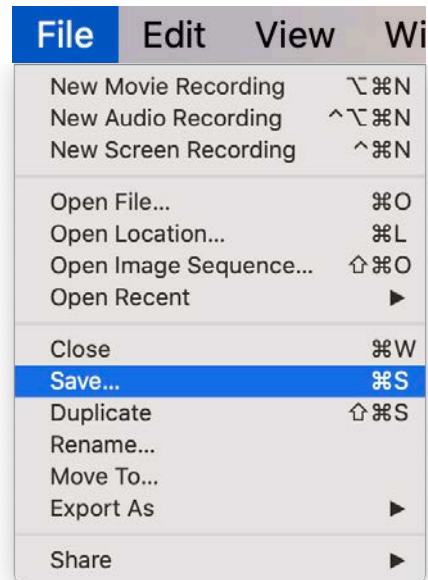 File Edit View Wi
New Movie Recording ⌥⌘N
New Audio Recording ^⌥⌘N
New Screen Recording ^⌘N
Open File... ⌘O
Open Location... ⌘L
Open Image Sequence... ⇧⌘O
Open Recent ▶
Close ⌘W
Save... ⌘S
Duplicate ⇧⌘S
Rename...
Move To...
Export As ▶
Share ▶